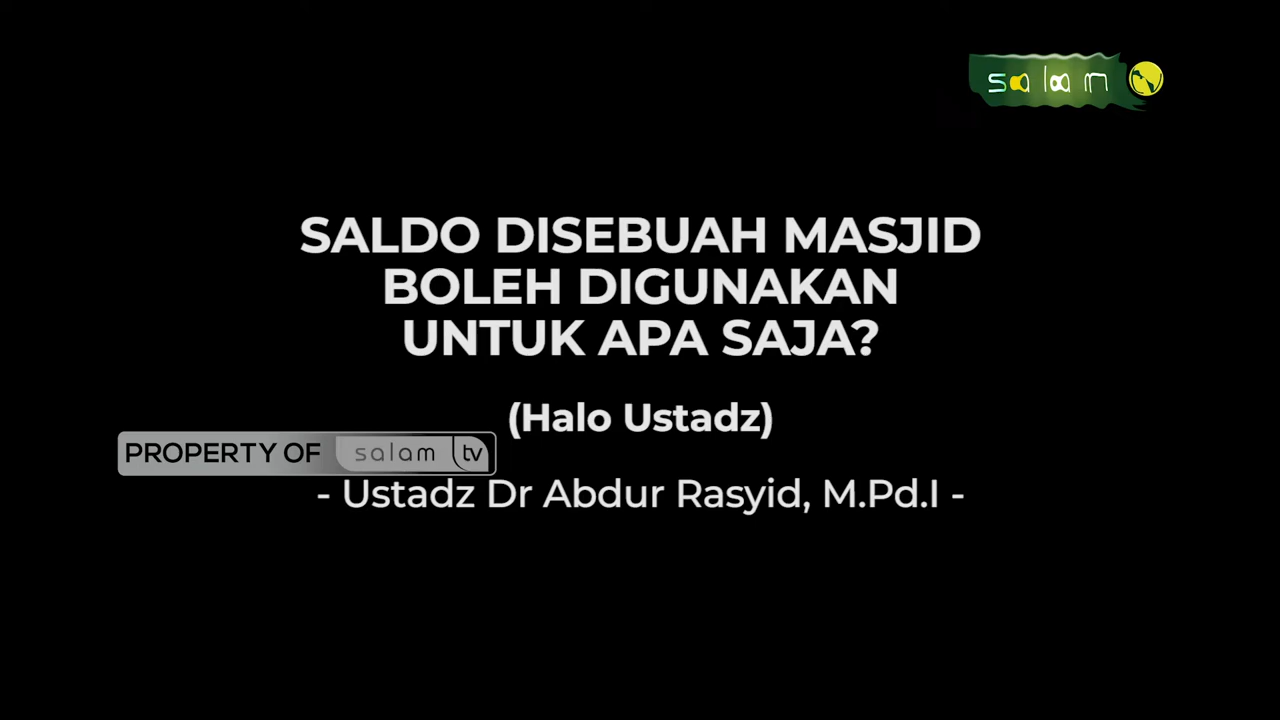 salam
SALDO DISEBUAH MASJID
BOLEH DIGUNAKAN
UNTUK APA SAJA?
(Halo Ustadz)
PROPERTY OF salam tv
- Ustadz Dr Abdur Rasyid, M.Pd.I -